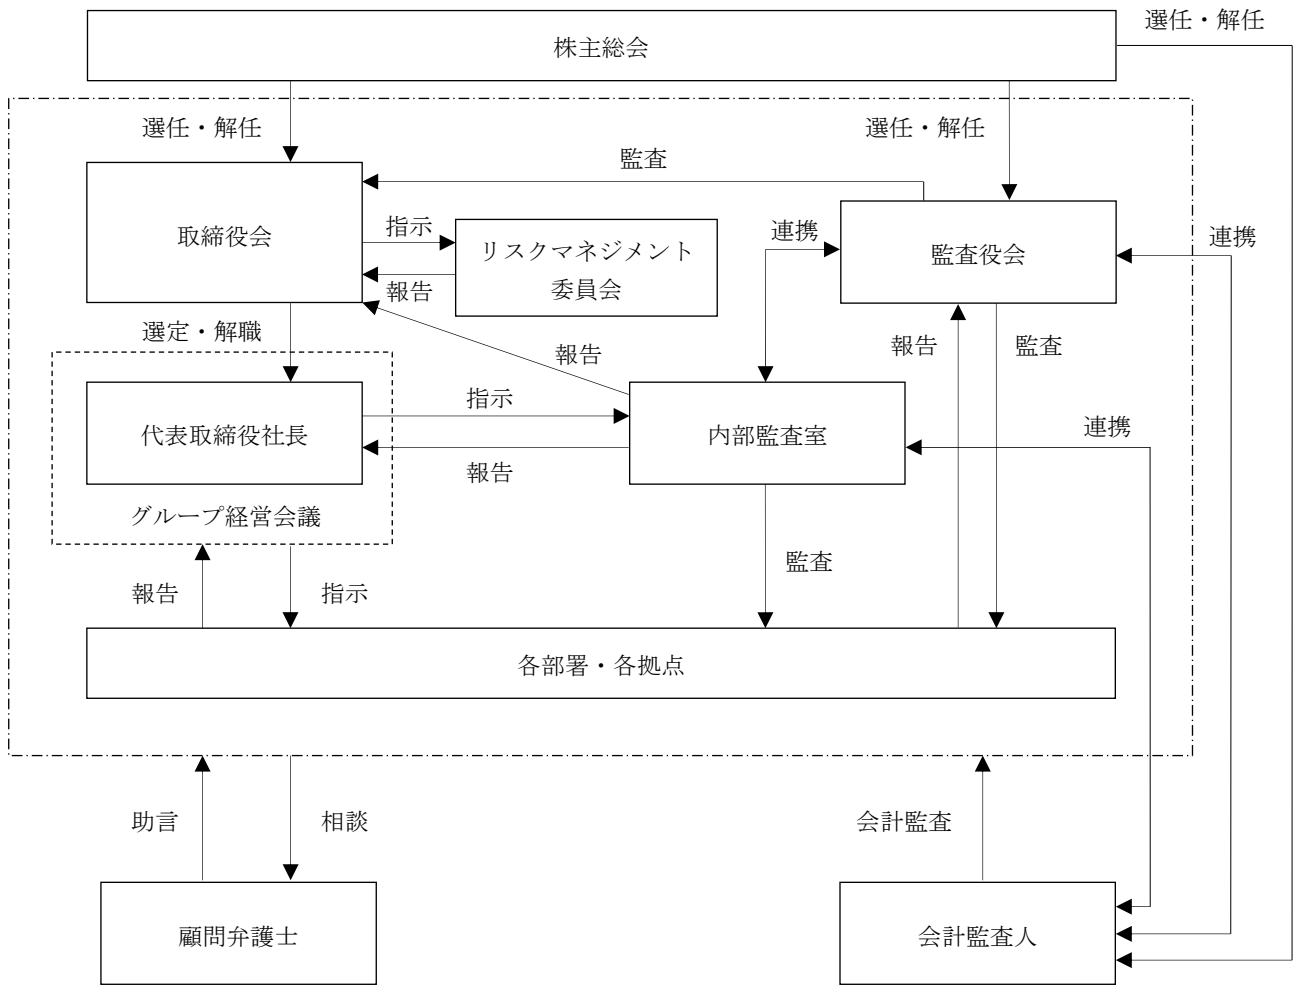 選任・解任
株主総会
選任・解任
選任・解任
監査
取締役会
指示
リスクマネジメント
委員会
報告
連携
監査役会
連携
選定・解職
報告
報告
監査
代表取締役社長
指示
報告
内部監査室
連携
グループ経営会議
報告
指示
監査
各部署・各拠点
助言
相談
会計監査
顧問弁護士
会計監査人